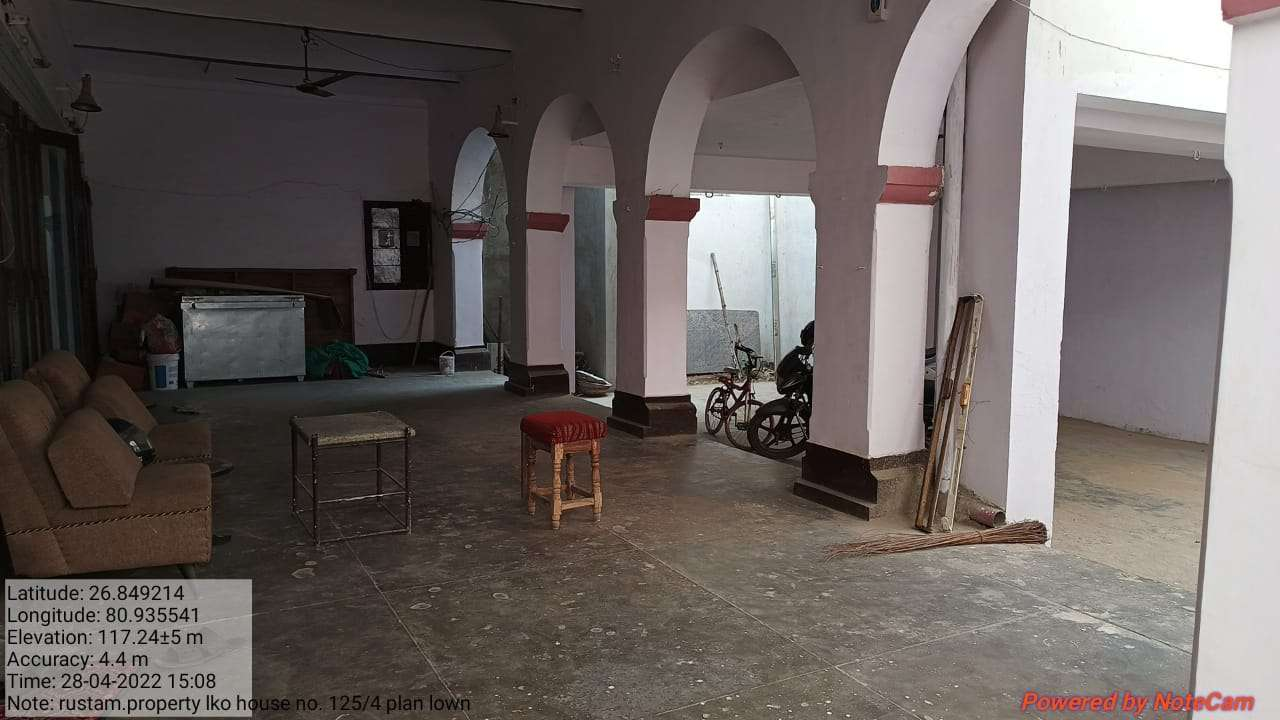 Latitude: 26.849214
Longitude: 80.935541
Elevation: 117.24±5 m
Accuracy: 4.4 m
Time: 28-04-2022 15:08
Note: rustam.property lko house no. 125/4 plan lown
Powered by NoteCam